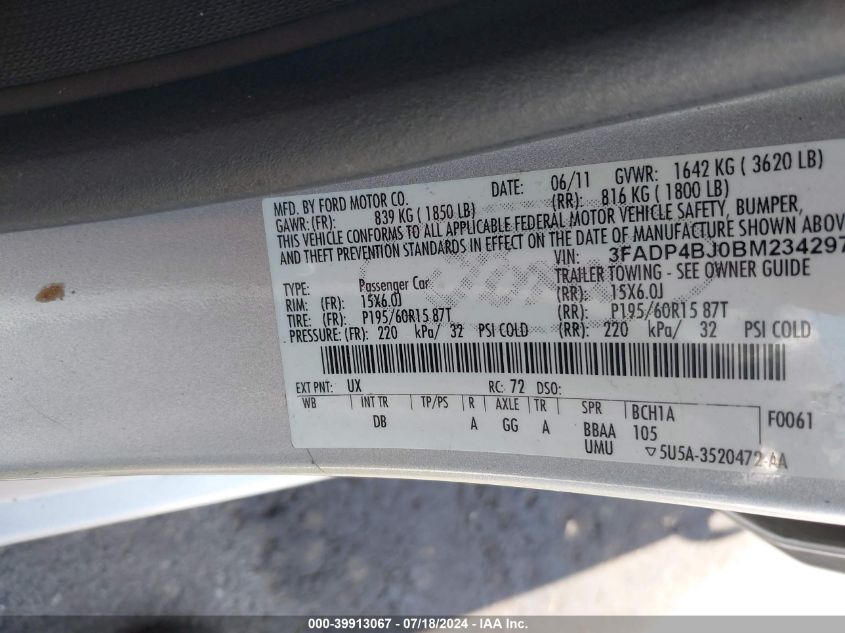 MFD. BY FORD MOTOR CO. DATE: 06/11 GVWR: 1642 KG ( 3620 LB)
GAWR:(FR): 839 KG ( 1850 LB) (RR): 816 KG ( 1800 LB)
THIS VEHICLE CONFORMS TO ALL APPLICABLE FEDERAL MOTOR VEHICLE SAFETY, BUMPER,
AND THEFT PREVENTION STANDARDS IN EFFECT ON THE DATE OF MANUFACTURE SHOWN ABOVE
VIN: 3FADP4BJ0BM234297
TYPE: Passenger Car TRAILER TOWING - SEE OWNER GUIDE
RIM: (FR): 15X6.0J (RR): 15X6.0J
TIRE: (FR): P195/60R15 87T (RR): P195/60R15 87T
PRESSURE: (FR): 220 kPa/ 32 PSI COLD (RR): 220 kPa/ 32 PSI COLD
EXT PNT: UX RC: 72 DSO:
WB INT TR TP/PS R AXLE TR SPR BCH1A F0061
DB A GG A BBAA 105
UMU ▽5U5A-3520472-AA
000-39913067 - 07/18/2024 - IAA Inc.